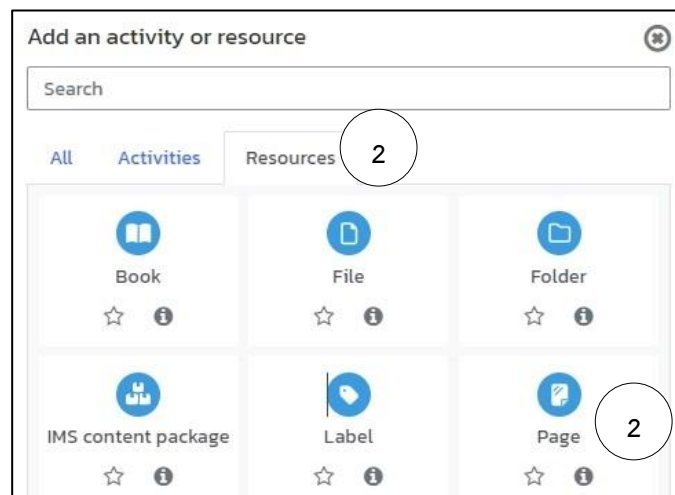 Add an activity or resource
Search
All Activities Resources 2
Book File Folder
IMS content package Label Page 2